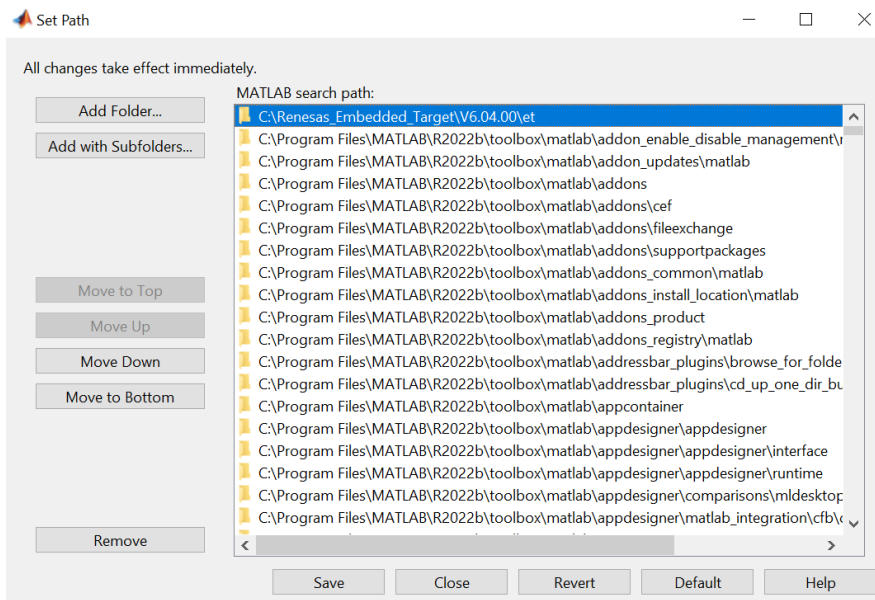 Set Path
All changes take effect immediately.
MATLAB search path:
Add Folder...
Add with Subfolders...
Move to Top
Move Up
Move Down
Move to Bottom
Remove
C:\Renesas_Embedded_Target\V6.04.00\et
C:\Program Files\MATLAB\R2022b\toolbox\matlab\addon_enable_disable_management\
C:\Program Files\MATLAB\R2022b\toolbox\matlab\addon_updates\matlab
C:\Program Files\MATLAB\R2022b\toolbox\matlab\addons
C:\Program Files\MATLAB\R2022b\toolbox\matlab\addons\cef
C:\Program Files\MATLAB\R2022b\toolbox\matlab\addons\fileexchange
C:\Program Files\MATLAB\R2022b\toolbox\matlab\addons\supportpackages
C:\Program Files\MATLAB\R2022b\toolbox\matlab\addons_common\matlab
C:\Program Files\MATLAB\R2022b\toolbox\matlab\addons_install_location\matlab
C:\Program Files\MATLAB\R2022b\toolbox\matlab\addons_product
C:\Program Files\MATLAB\R2022b\toolbox\matlab\addons_registry\matlab
C:\Program Files\MATLAB\R2022b\toolbox\matlab\addressbar_plugins\browse_for_folde
C:\Program Files\MATLAB\R2022b\toolbox\matlab\addressbar_plugins\cd_up_one_dir_bu
C:\Program Files\MATLAB\R2022b\toolbox\matlab\appcontainer
C:\Program Files\MATLAB\R2022b\toolbox\matlab\appdesigner\appdesigner
C:\Program Files\MATLAB\R2022b\toolbox\matlab\appdesigner\appdesigner\interface
C:\Program Files\MATLAB\R2022b\toolbox\matlab\appdesigner\appdesigner\runtime
C:\Program Files\MATLAB\R2022b\toolbox\matlab\appdesigner\comparisons\mldesktop
C:\Program Files\MATLAB\R2022b\toolbox\matlab\appdesigner\matlab_integration\cfb\
Save
Close
Revert
Default
Help